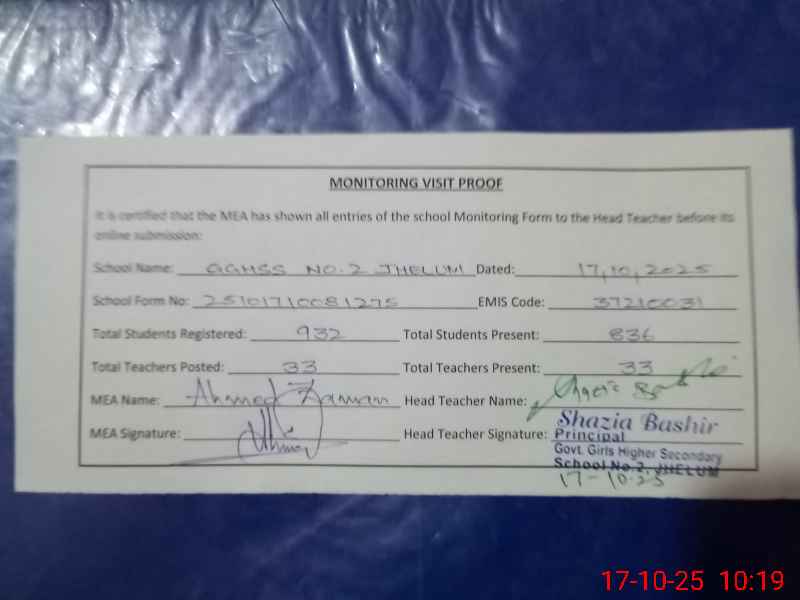 MONITORING VISIT PROOF
It is certified that the MEA has shown all entries of the school Monitoring Form to the Head Teacher before its
online submission:
School Name: GGHSS NO.2 JHELUM Dated: 17,10,2025
School Form No: 25101710081275 EMIS Code: 37210031
Total Students Registered: 932 Total Students Present: 836
Total Teachers Posted: 33 Total Teachers Present: 33
MEA Name: Ahmed Zaman Head Teacher Name:
MEA Signature: Head Teacher Signature:
Shazia Bashir
Principal
Govt. Girls Higher Secondary
School No.2, JHELUM
17-10-25
17-10-25 10:19